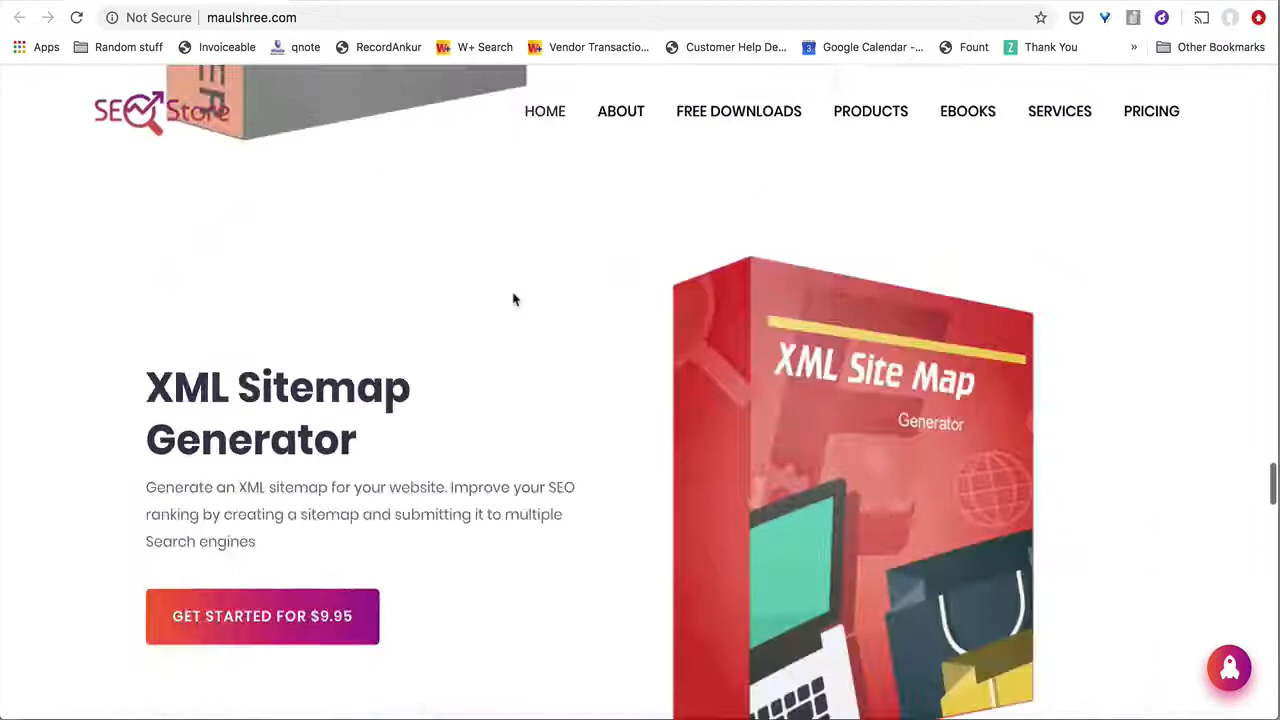 Not Secure | maulshree.com
Apps Random stuff Invoiceable qnote RecordAnkur W+ Search Vendor Transactio... Customer Help De... Google Calendar -... Fount Thank You » Other Bookmarks
ER
SEO Store HOME ABOUT FREE DOWNLOADS PRODUCTS EBOOKS SERVICES PRICING
XML Site Map
Generator
XML Sitemap
Generator
Generate an XML sitemap for your website. Improve your SEO
ranking by creating a sitemap and submitting it to multiple
Search engines
GET STARTED FOR $9.95